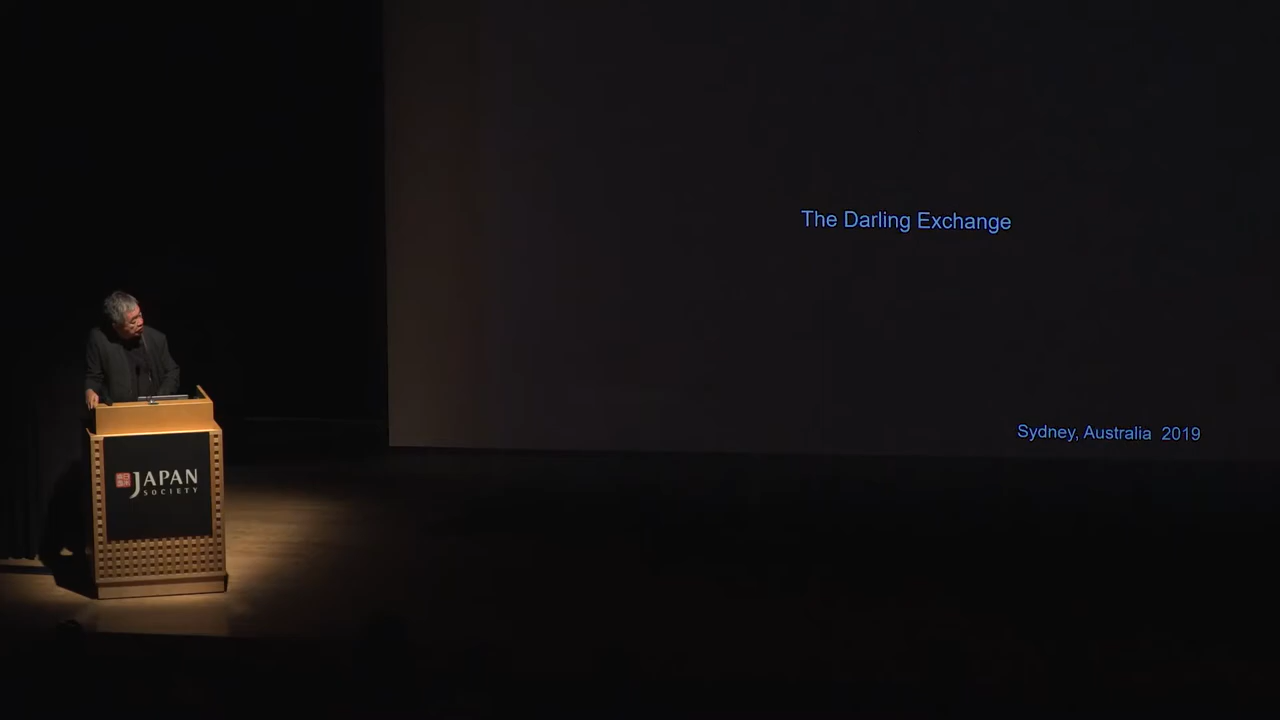 The Darling Exchange
Sydney, Australia 2019
JAPAN
SOCIETY